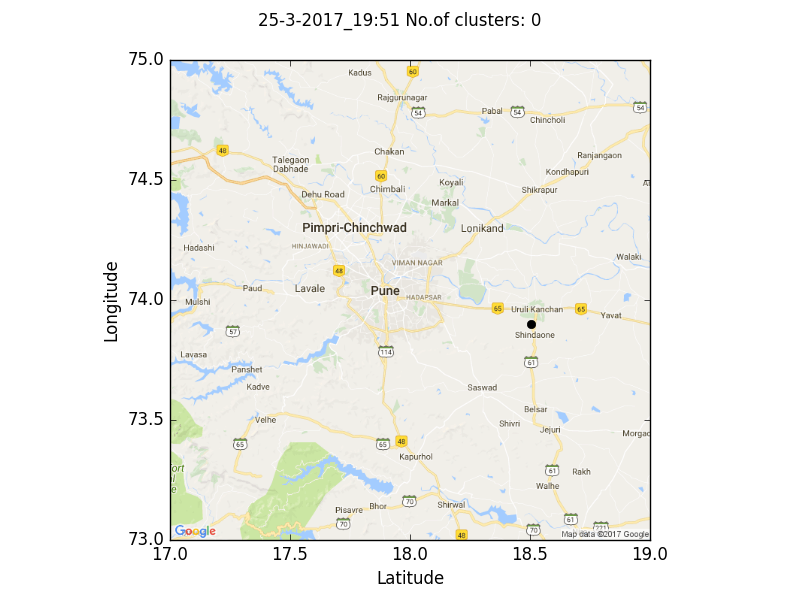 25-3-2017_19:51 No.of clusters: 0
75.0
74.5
74.0
73.5
73.0
Longitude
17.0 17.5 18.0 18.5 19.0
Latitude
Kadus
60
Rajgurunagar
54
Pabal
54
Chincholi
54
48
Talegaon
Dabhade
Chakan
60
Chimbali
Koyali
Ranjangaon
Kondhapuri
Shikrapur
Dehu Road
Markal
Pimpri-Chinchwad
Lonikand
HINJAWADI
Hadashi
VIMAN NAGAR
Walaki
48
Paud
Lavale
Pune
HADAPSAR
Mulshi
65
Uruli Kanchan
65
Yavat
57
Shindaone
114
61
Lavasa
Panshet
Kadve
Saswad
Velhe
Belsar
Shivri
Jejuri
Morgao
65
65
48
Kapurhol
ort
al
e
61
Rakh
Walhe
Pisavre
Bhor
70
Shirwal
70
61
70
271
48
Google
Map data ©2017 Google